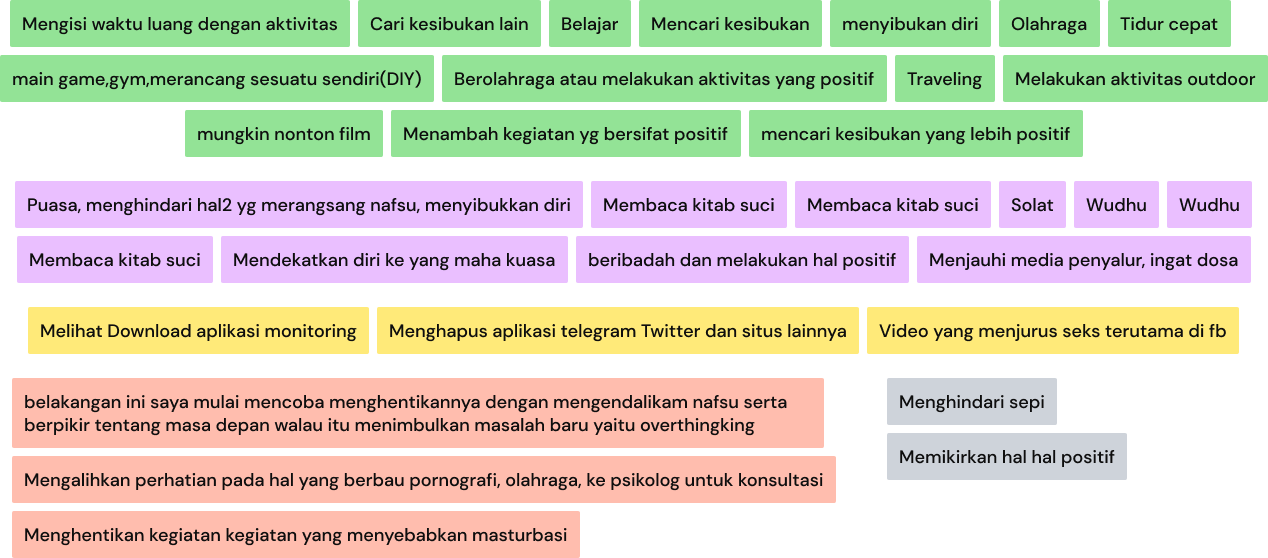 Mengisi waktu luang dengan aktivitas
Cari kesibukan lain
Belajar
Mencari kesibukan
menyibukan diri
Olahraga
Tidur cepat
main game,gym,merancang sesuatu sendiri(DIY)
Berolahraga atau melakukan aktivitas yang positif
Traveling
Melakukan aktivitas outdoor
mungkin nonton film
Menambah kegiatan yg bersifat positif
mencari kesibukan yang lebih positif
Puasa, menghindari hal2 yg merangsang nafsu, menyibukkan diri
Membaca kitab suci
Membaca kitab suci
Solat
Wudhu
Wudhu
Membaca kitab suci
Mendekatkan diri ke yang maha kuasa
beribadah dan melakukan hal positif
Menjauhi media penyalur, ingat dosa
Melihat Download aplikasi monitoring
Menghapus aplikasi telegram Twitter dan situs lainnya
Video yang menjurus seks terutama di fb
belakangan ini saya mulai mencoba menghentikannya dengan mengendalikam nafsu serta
berpikir tentang masa depan walau itu menimbulkan masalah baru yaitu overthingking
Mengalihkan perhatian pada hal yang berbau pornografi, olahraga, ke psikolog untuk konsultasi
Menghentikan kegiatan kegiatan yang menyebabkan masturbasi
Menghindari sepi
Memikirkan hal hal positif